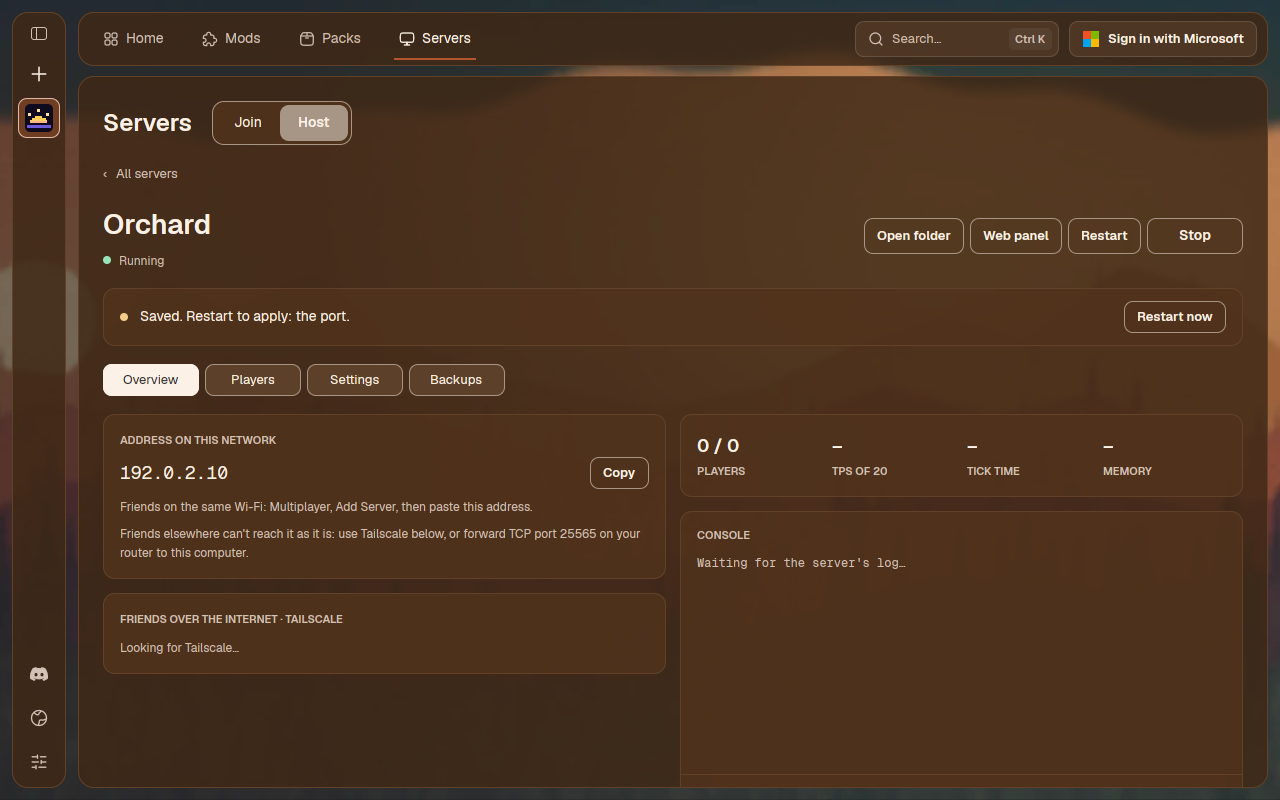 Home
Mods
Packs
Servers
Search…
Ctrl K
Sign in with Microsoft
Servers
Join
Host
‹ All servers
Orchard
Running
Open folder
Web panel
Restart
Stop
Saved. Restart to apply: the port.
Restart now
Overview
Players
Settings
Backups
ADDRESS ON THIS NETWORK
192.0.2.10
Copy
Friends on the same Wi-Fi: Multiplayer, Add Server, then paste this address.
Friends elsewhere can't reach it as it is: use Tailscale below, or forward TCP port 25565 on your
router to this computer.
FRIENDS OVER THE INTERNET · TAILSCALE
Looking for Tailscale…
0 / 0
PLAYERS
–
TPS OF 20
–
TICK TIME
–
MEMORY
CONSOLE
Waiting for the server's log…